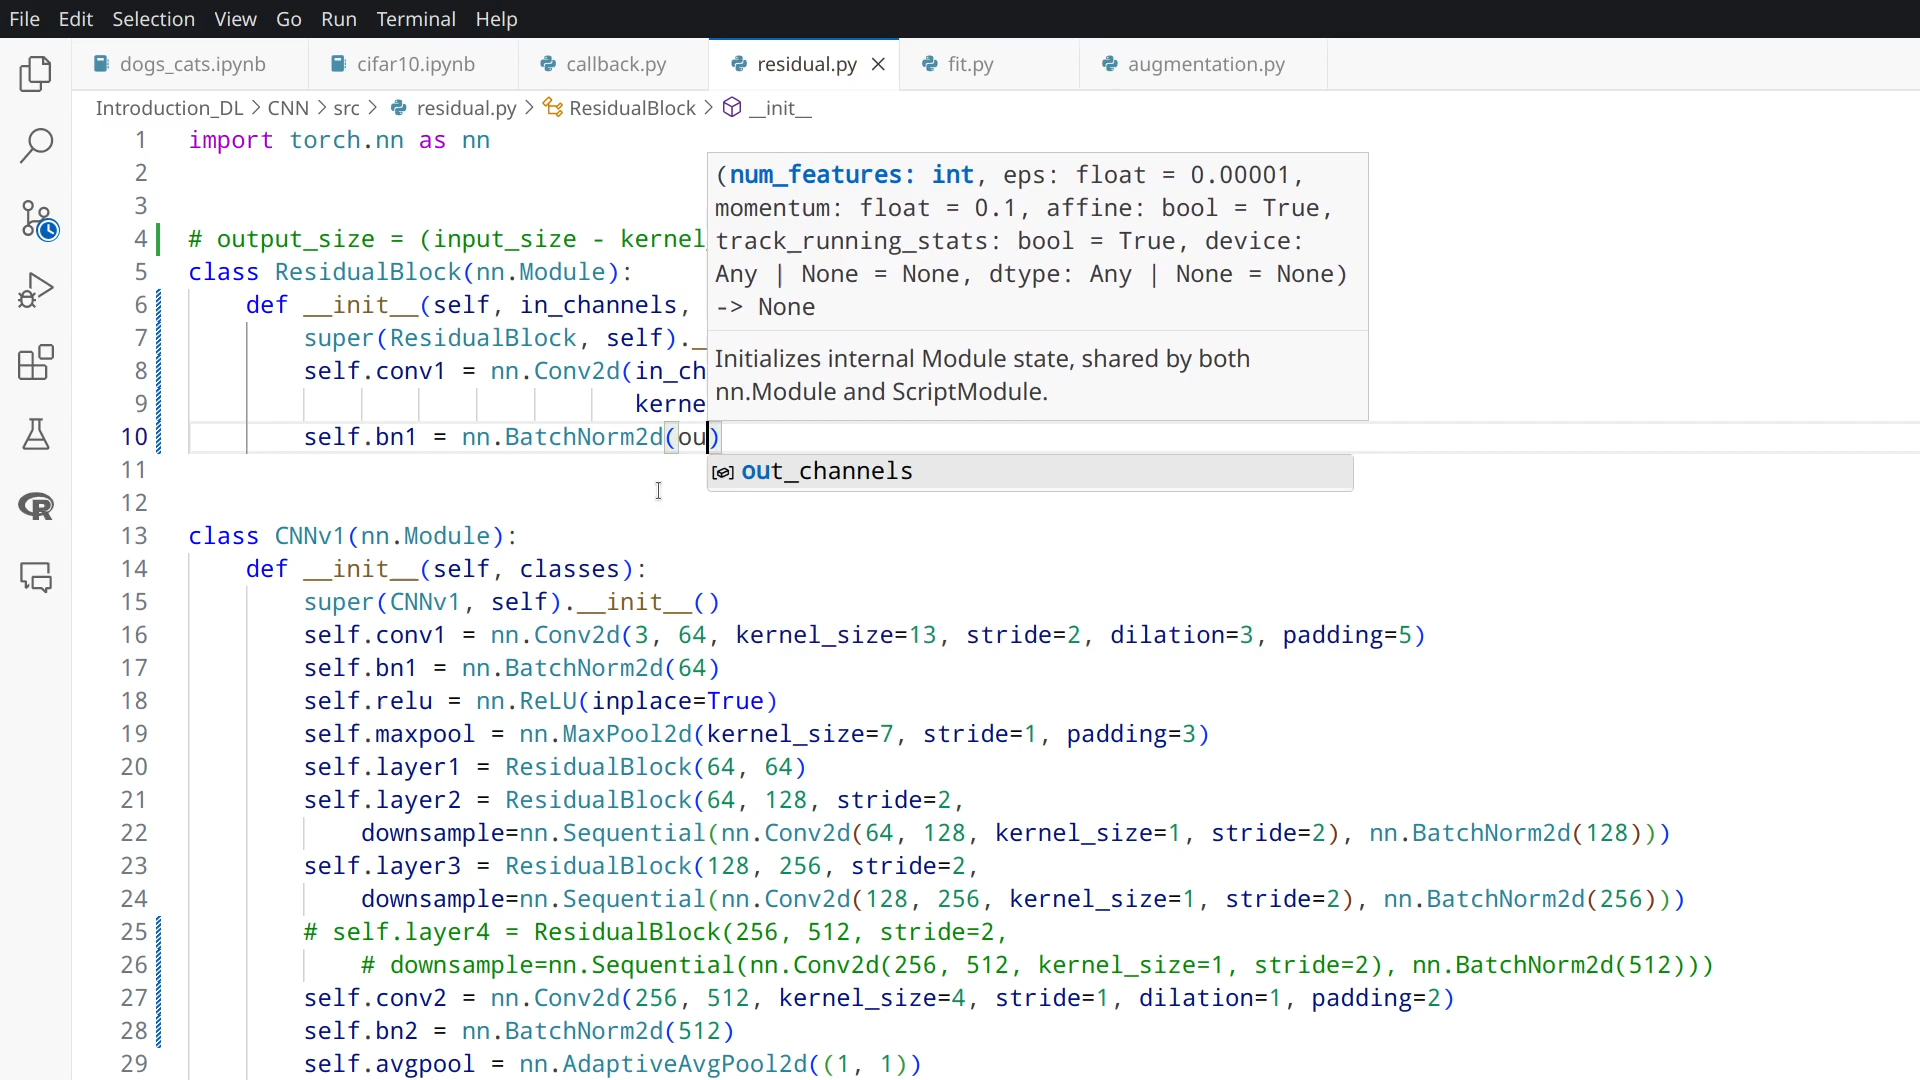 File Edit Selection View Go Run Terminal Help
dogs_cats.ipynb cifar10.ipynb callback.py residual.py fit.py augmentation.py
Introduction_DL > CNN > src > residual.py > ResidualBlock > __init__
1 import torch.nn as nn
2
3
4 # output_size = (input_size - kernel_
5 class ResidualBlock(nn.Module):
6 def __init__(self, in_channels,
7 super(ResidualBlock, self)._
8 self.conv1 = nn.Conv2d(in_ch
9 kerne
10 self.bn1 = nn.BatchNorm2d(ou)
(num_features: int, eps: float = 0.00001,
momentum: float = 0.1, affine: bool = True,
track_running_stats: bool = True, device:
Any | None = None, dtype: Any | None = None)
-> None
Initializes internal Module state, shared by both
nn.Module and ScriptModule.
out_channels
11
12
13 class CNNv1(nn.Module):
14 def __init__(self, classes):
15 super(CNNv1, self).__init__()
16 self.conv1 = nn.Conv2d(3, 64, kernel_size=13, stride=2, dilation=3, padding=5)
17 self.bn1 = nn.BatchNorm2d(64)
18 self.relu = nn.ReLU(inplace=True)
19 self.maxpool = nn.MaxPool2d(kernel_size=7, stride=1, padding=3)
20 self.layer1 = ResidualBlock(64, 64)
21 self.layer2 = ResidualBlock(64, 128, stride=2,
22 downsample=nn.Sequential(nn.Conv2d(64, 128, kernel_size=1, stride=2), nn.BatchNorm2d(128)))
23 self.layer3 = ResidualBlock(128, 256, stride=2,
24 downsample=nn.Sequential(nn.Conv2d(128, 256, kernel_size=1, stride=2), nn.BatchNorm2d(256)))
25 # self.layer4 = ResidualBlock(256, 512, stride=2,
26 # downsample=nn.Sequential(nn.Conv2d(256, 512, kernel_size=1, stride=2), nn.BatchNorm2d(512)))
27 self.conv2 = nn.Conv2d(256, 512, kernel_size=4, stride=1, dilation=1, padding=2)
28 self.bn2 = nn.BatchNorm2d(512)
29 self.avgpool = nn.AdaptiveAvgPool2d((1, 1))